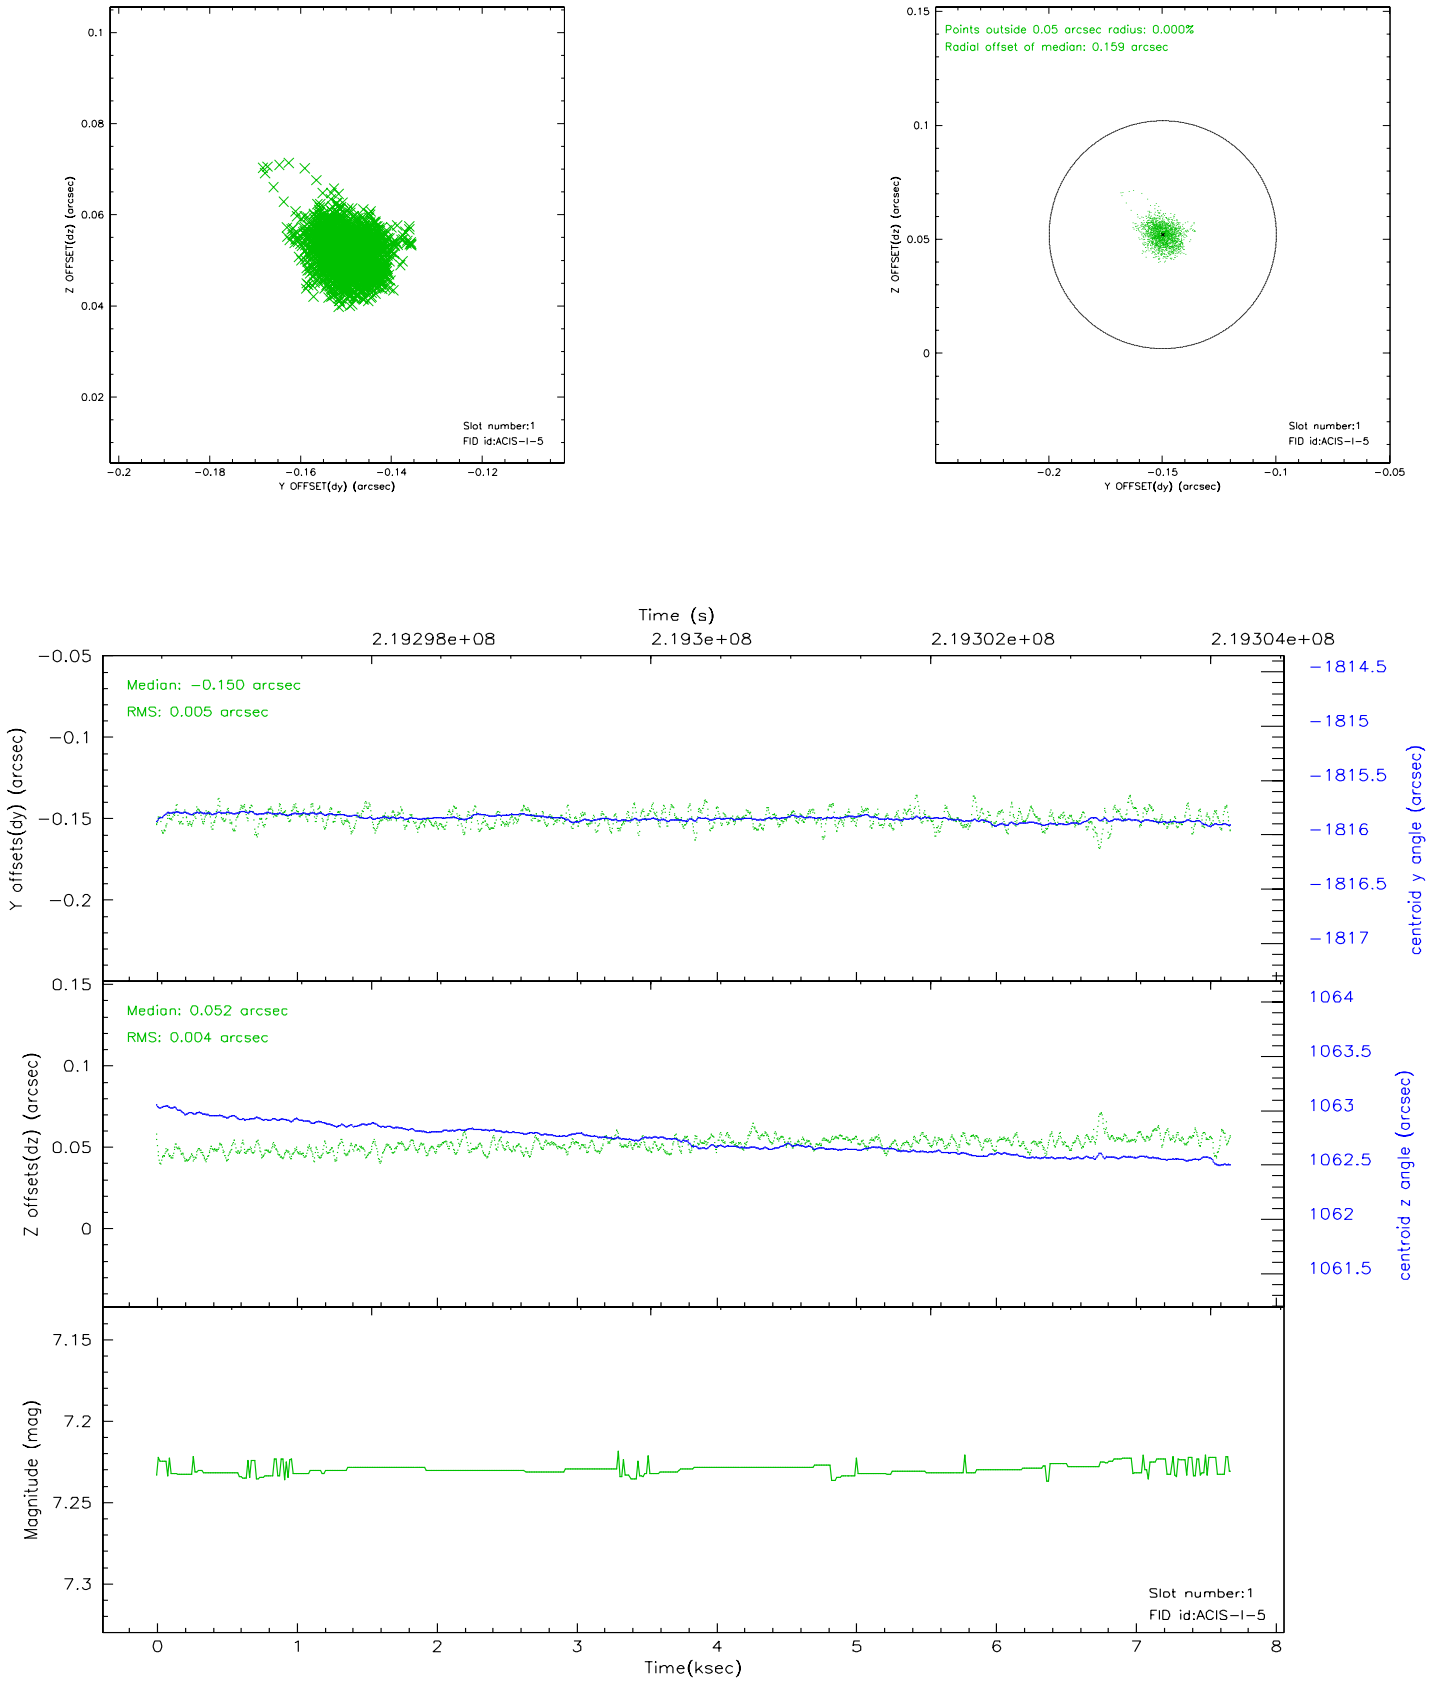 0.1
0.08
0.06
0.04
0.02
Z OFFSET(dz) (arcsec)
Slot number:1
FID id:ACIS-I-5
-0.2 -0.18 -0.16 -0.14 -0.12
Y OFFSET(dy) (arcsec)
Points outside 0.05 arcsec radius: 0.000%
Radial offset of median: 0.159 arcsec
0.15
0.1
0.05
0
Z OFFSET(dz) (arcsec)
Slot number:1
FID id:ACIS-I-5
-0.2 -0.15 -0.1 -0.05
Y OFFSET(dy) (arcsec)
Time (s)
2.19298e+08 2.193e+08 2.19302e+08 2.19304e+08
Median: -0.150 arcsec
RMS: 0.005 arcsec
-0.05
-0.1
-0.15
-0.2
Y offsets(dy) (arcsec)
-1814.5
-1815
-1815.5
-1816
-1816.5
-1817
centroid y angle (arcsec)
Median: 0.052 arcsec
RMS: 0.004 arcsec
0.15
0.1
0.05
0
Z offsets(dz) (arcsec)
1064
1063.5
1063
1062.5
1062
1061.5
centroid z angle (arcsec)
7.15
7.2
7.25
7.3
Magnitude (mag)
Slot number:1
FID id:ACIS-I-5
0 1 2 3 4 5 6 7 8
Time(ksec)